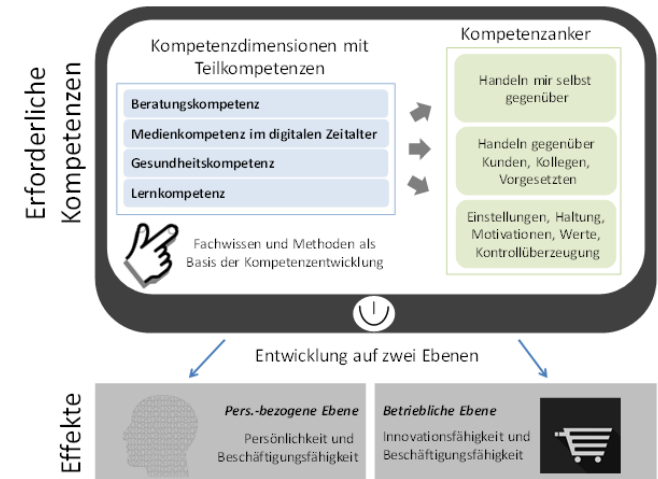 Erforderliche
Kompetenzen
Kompetenzdimensionen mit
Teilkompetenzen
Beratungskompetenz
Medienkompetenz im digitalen Zeitalter
Gesundheitskompetenz
Lernkompetenz
Fachwissen und Methoden als
Basis der Kompetenzentwicklung
Kompetenzanker
Handeln mir selbst
gegenüber
Handeln gegenüber
Kunden, Kollegen,
Vorgesetzten
Einstellungen, Haltung,
Motivationen, Werte,
Kontrollüberzeugung
Entwicklung auf zwei Ebenen
Effekte
Pers.-bezogene Ebene
Persönlichkeit und
Beschäftigungsfähigkeit
Betriebliche Ebene
Innovationsfähigkeit und
Beschäftigungsfähigkeit